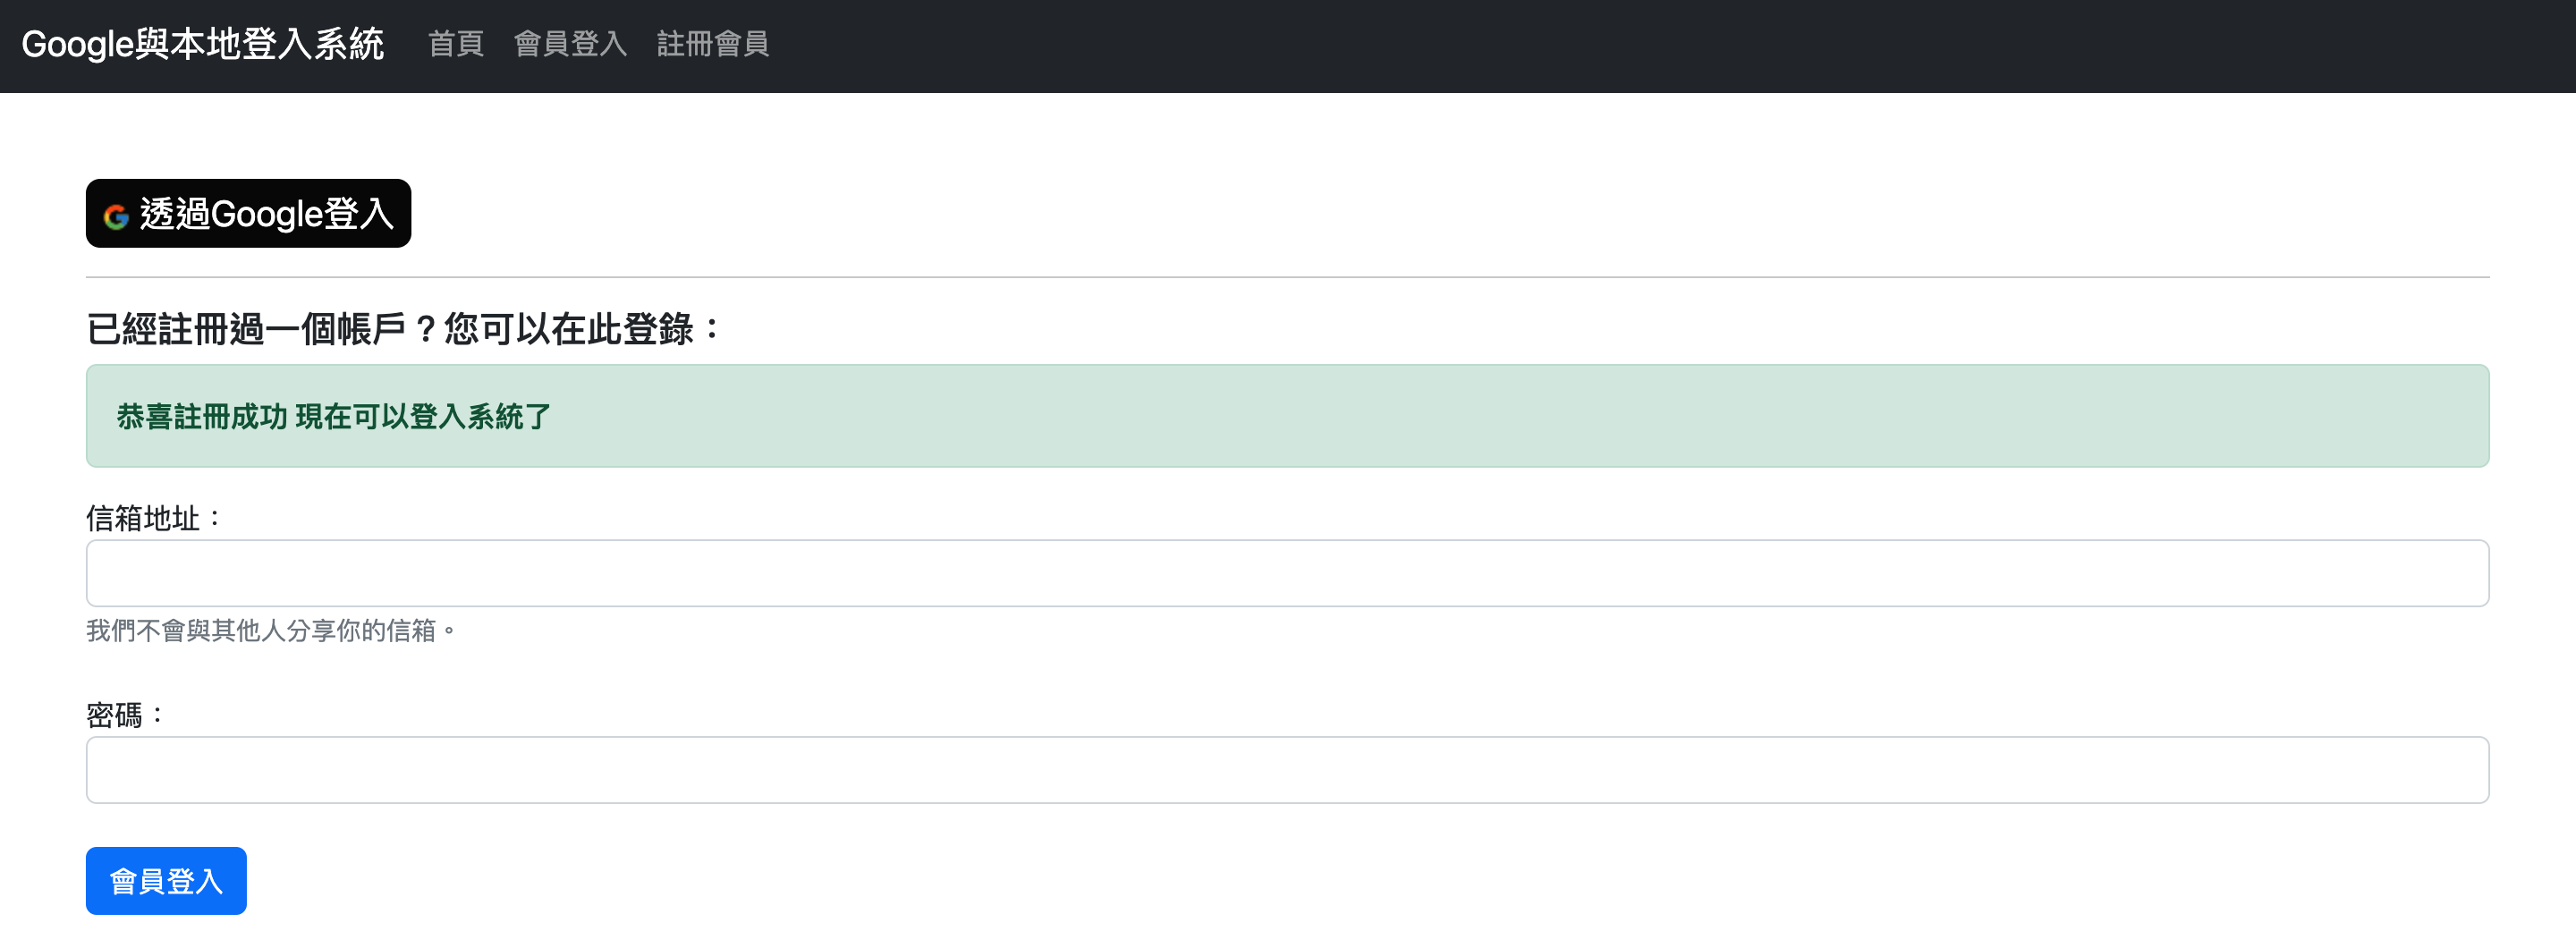 Google與本地登入系統 首頁 會員登入 註冊會員
透過Google登入
已經註冊過一個帳戶？您可以在此登錄：
恭喜註冊成功 現在可以登入系統了
信箱地址：
我們不會與其他人分享你的信箱。
密碼：
會員登入